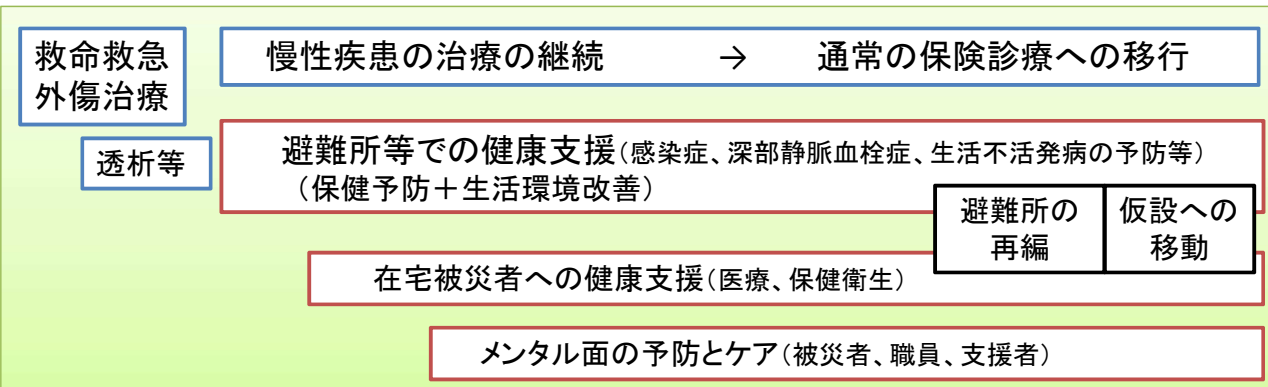 救命救急
外傷治療
慢性疾患の治療の継続　→　通常の保険診療への移行
透析等
避難所等での健康支援（感染症、深部静脈血栓症、生活不活発病の予防等）
（保健予防＋生活環境改善）
避難所の
再編
仮設への
移動
在宅被災者への健康支援（医療、保健衛生）
メンタル面の予防とケア（被災者、職員、支援者）